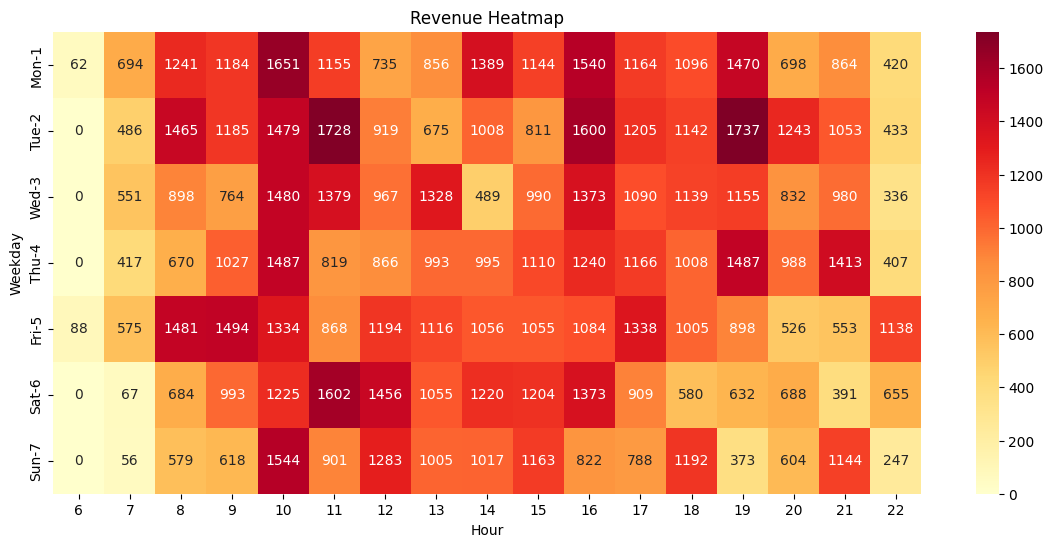 Revenue Heatmap
Weekday
Mon-1 62 694 1241 1184 1651 1155 735 856 1389 1144 1540 1164 1096 1470 698 864 420
Tue-2 0 486 1465 1185 1479 1728 919 675 1008 811 1600 1205 1142 1737 1243 1053 433
Wed-3 0 551 898 764 1480 1379 967 1328 489 990 1373 1090 1139 1155 832 980 336
Thu-4 0 417 670 1027 1487 819 866 993 995 1110 1240 1166 1008 1487 988 1413 407
Fri-5 88 575 1481 1494 1334 868 1194 1116 1056 1055 1084 1338 1005 898 526 553 1138
Sat-6 0 67 684 993 1225 1602 1456 1055 1220 1204 1373 909 580 632 688 391 655
Sun-7 0 56 579 618 1544 901 1283 1005 1017 1163 822 788 1192 373 604 1144 247
6 7 8 9 10 11 12 13 14 15 16 17 18 19 20 21 22
Hour
1600
1400
1200
1000
800
600
400
200
0